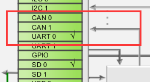 I2C 1
CAN 0
CAN 1
UART 0 √
UART 1
GPIO
SD 0 √
SD 1